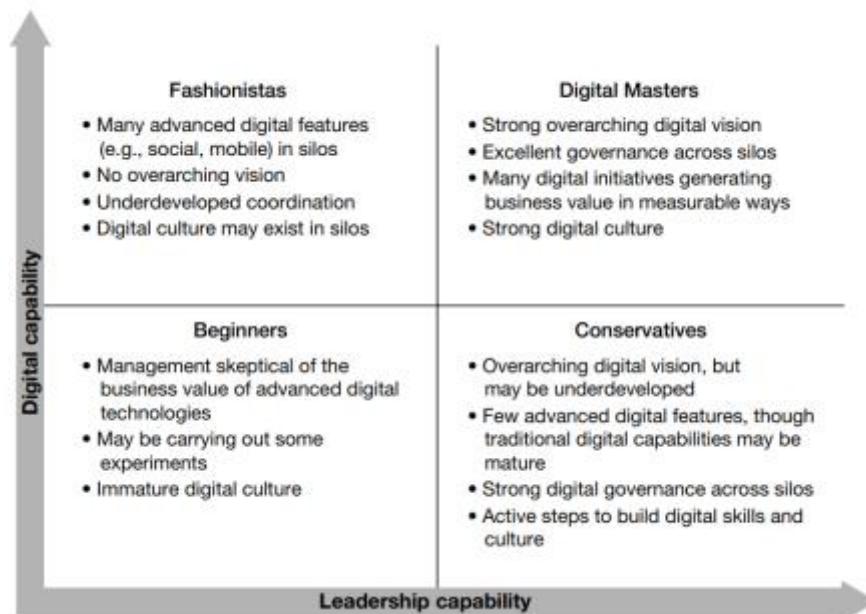 Digital capability
Fashionistas
• Many advanced digital features
(e.g., social, mobile) in silos
• No overarching vision
• Underdeveloped coordination
• Digital culture may exist in silos
Digital Masters
• Strong overarching digital vision
• Excellent governance across silos
• Many digital initiatives generating
business value in measurable ways
• Strong digital culture
Beginners
• Management skeptical of the
business value of advanced digital
technologies
• May be carrying out some
experiments
• Immature digital culture
Conservatives
• Overarching digital vision, but
may be underdeveloped
• Few advanced digital features, though
traditional digital capabilities may be
mature
• Strong digital governance across silos
• Active steps to build digital skills and
culture
Leadership capability